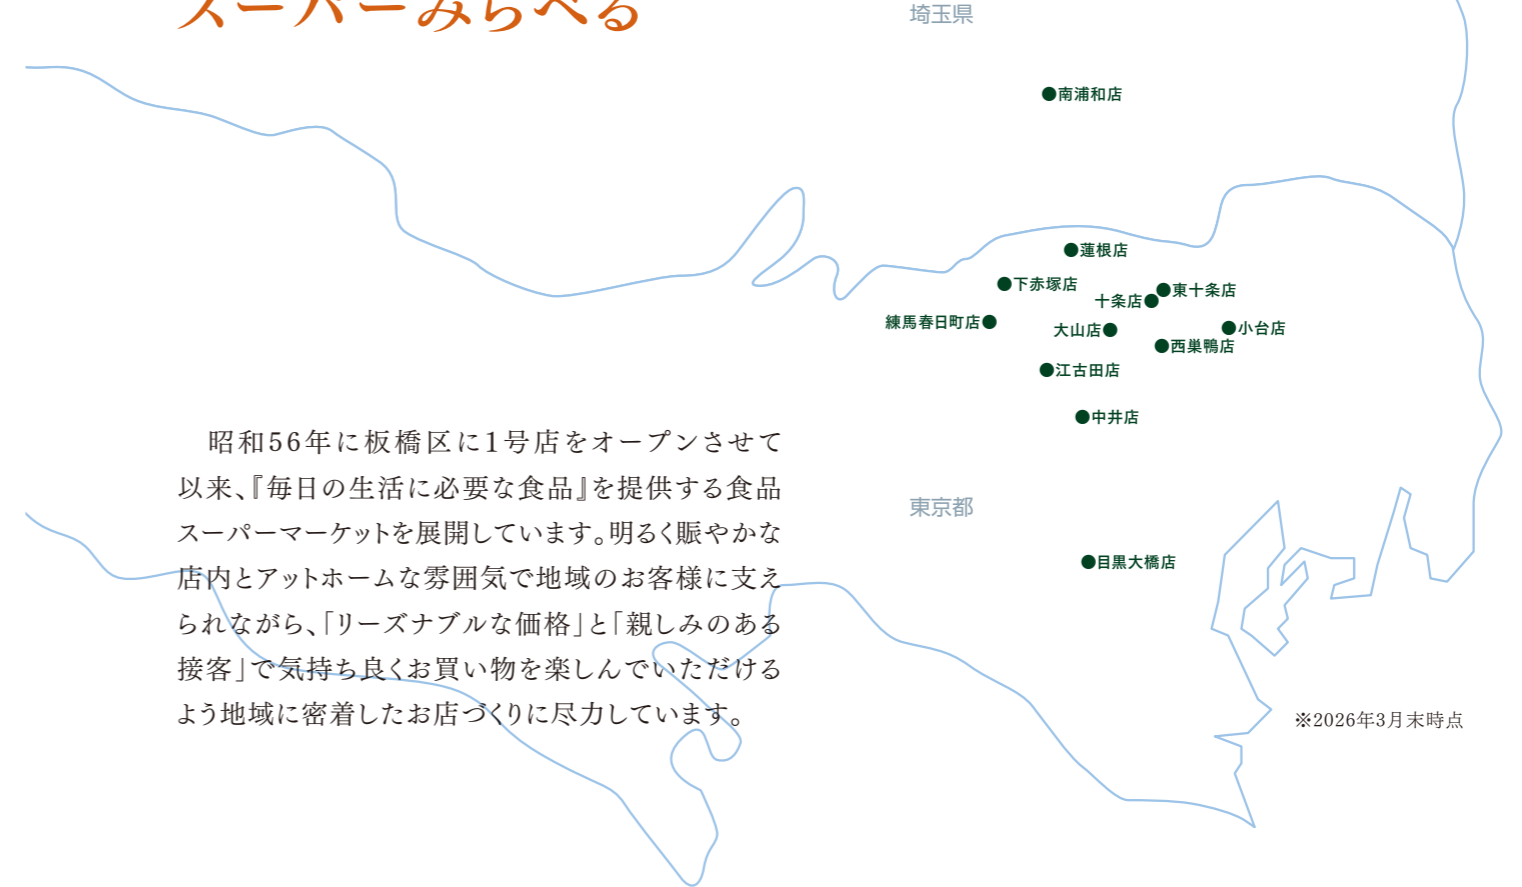 スーパーみらべる
埼玉県
南浦和店
蓮根店
下赤塚店
東十条店
十条店
練馬春日町店
大山店
小台店
西巣鴨店
江古田店
中井店
東京都
目黒大橋店
昭和56年に板橋区に1号店をオープンさせて
以来、『毎日の生活に必要な食品』を提供する食品
スーパーマーケットを展開しています。明るく賑やかな
店内とアットホームな雰囲気で地域のお客様に支え
られながら、「リーズナブルな価格」と「親しみのある
接客」で気持ち良くお買い物を楽しんでいただける
よう地域に密着したお店づくりに尽力しています。
※2026年3月末時点